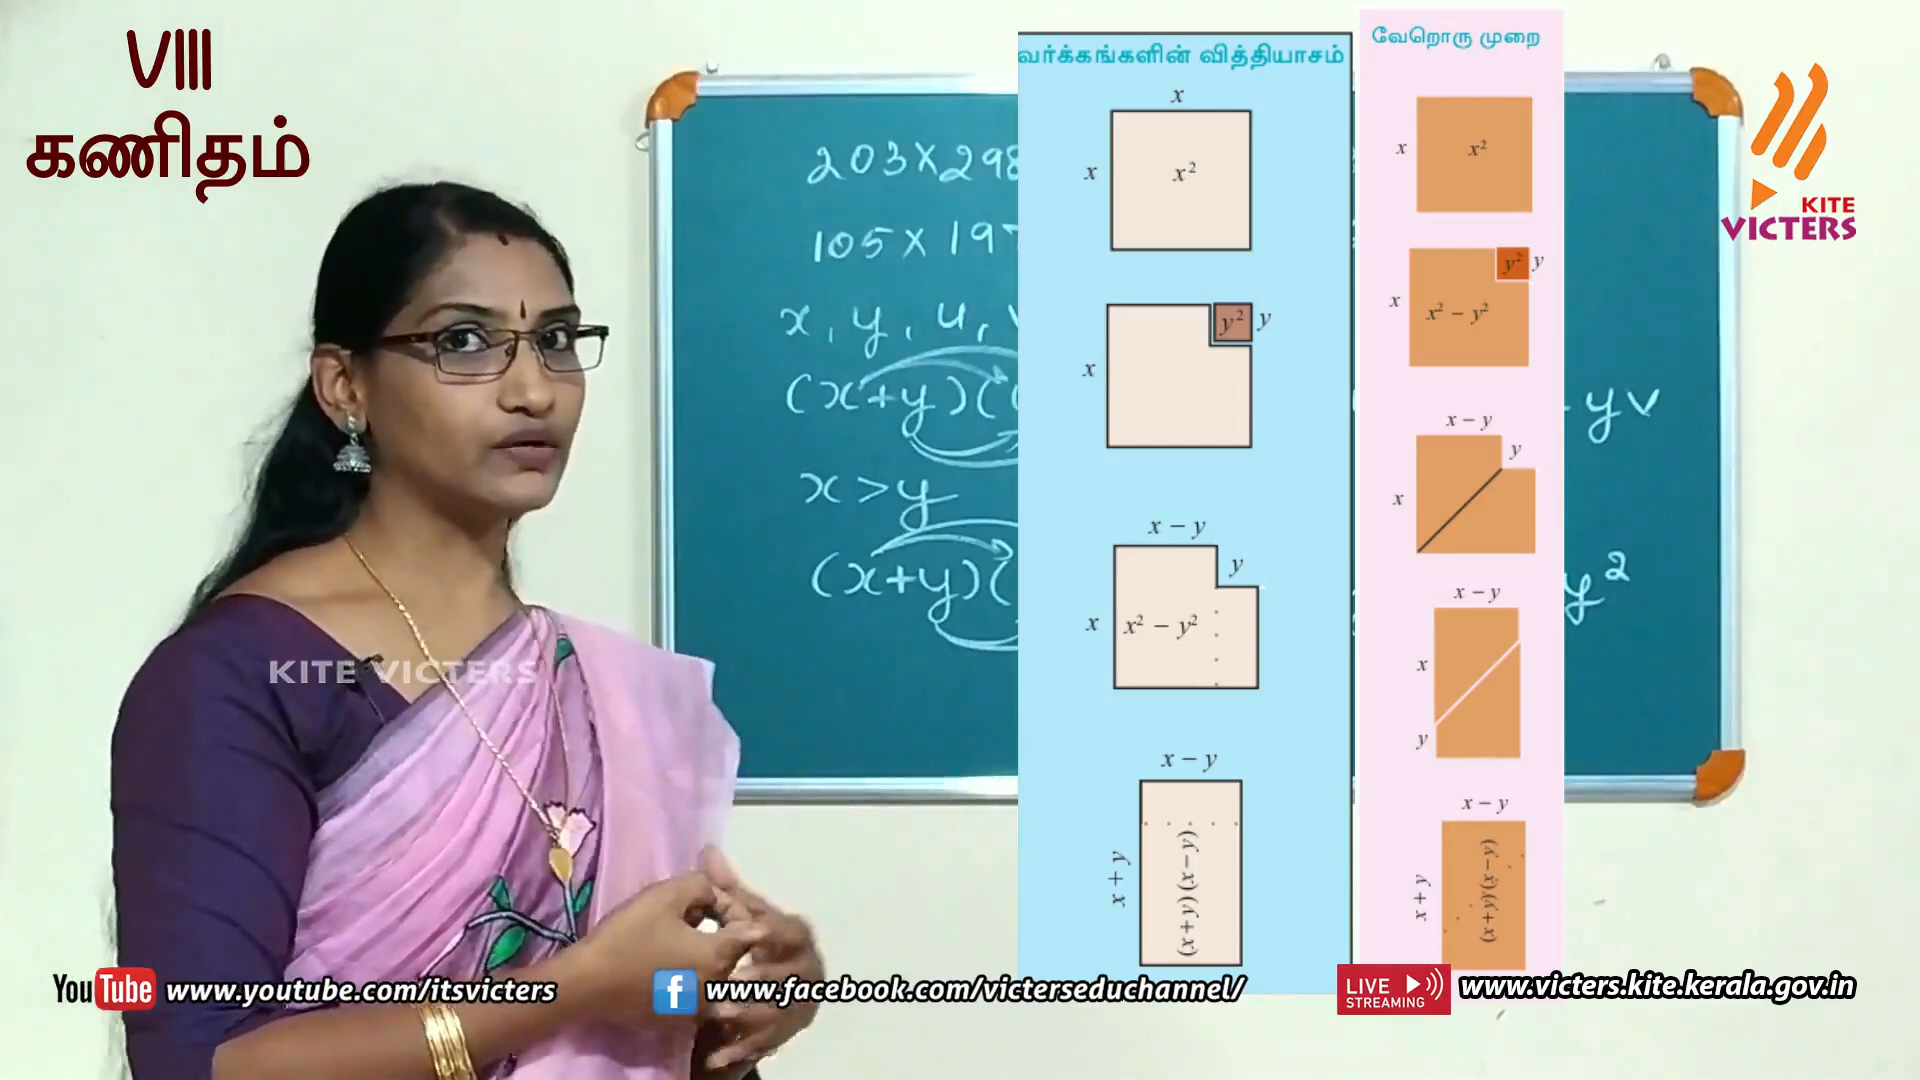 VIII
கணிதம்
203×298
105×197
x, y, u, v
(x+y)(
yv
x>y
(x+y)(
y²
வர்க்கங்களின் வித்தியாசம்
x
x
x²
y²
y
x
x − y
y
x
x² − y²
x − y
x + y
(x+y)(x−y)
வேறொரு முறை
x
x²
y²
y
x
x² − y²
x − y
y
x
x − y
x
y
x − y
x + y
(x+y)(x−y)
KITE
VICTERS
KITE VICTERS
YouTube www.youtube.com/itsvicters
f www.facebook.com/victerseduchannel/
LIVE STREAMING www.victers.kite.kerala.gov.in